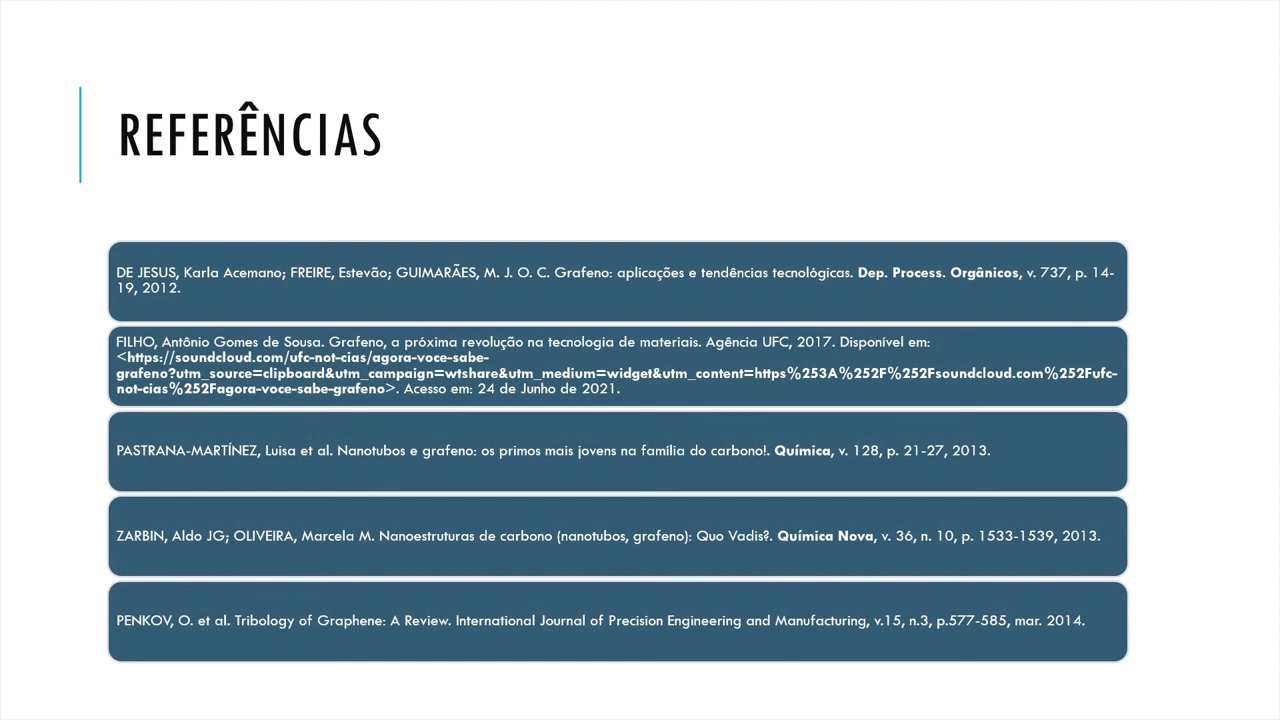 REFERÊNCIAS
DE JESUS, Karla Acemano; FREIRE, Estevão; GUIMARÃES, M. J. O. C. Grafeno: aplicações e tendências tecnológicas. Dep. Process. Orgânicos, v. 737, p. 14-
19, 2012.
FILHO, Antônio Gomes de Sousa. Grafeno, a próxima revolução na tecnologia de materiais. Agência UFC, 2017. Disponível em:
<https://soundcloud.com/ufc-not-cias/agora-voce-sabe-
grafeno?utm_source=clipboard&utm_campaign=wtshare&utm_medium=widget&utm_content=https%253A%252F%252Fsoundcloud.com%252Fufc-
not-cias%252Fagora-voce-sabe-grafeno>. Acesso em: 24 de Junho de 2021.
PASTRANA-MARTÍNEZ, Luisa et al. Nanotubos e grafeno: os primos mais jovens na família do carbono!. Química, v. 128, p. 21-27, 2013.
ZARBIN, Aldo JG; OLIVEIRA, Marcela M. Nanoestruturas de carbono (nanotubos, grafeno): Quo Vadis?. Química Nova, v. 36, n. 10, p. 1533-1539, 2013.
PENKOV, O. et al. Tribology of Graphene: A Review. International Journal of Precision Engineering and Manufacturing, v.15, n.3, p.577-585, mar. 2014.